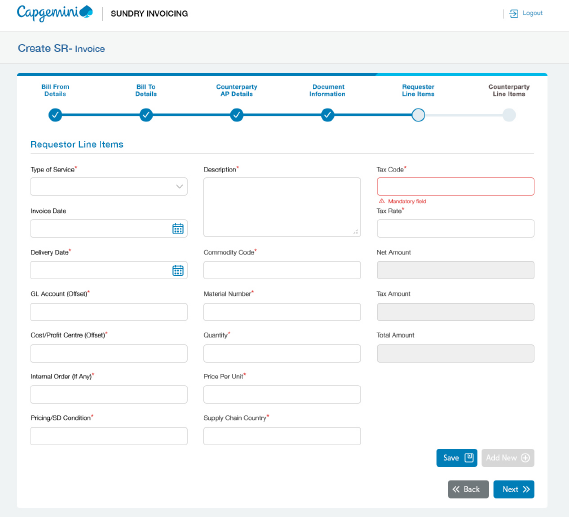 Capgemini
SUNDRY INVOICING
Logout
Create SR- Invoice
Bill From Details
Bill To Details
Counterparty AP Details
Document Information
Requester Line Items
Counterparty Line Items
Requestor Line Items
Type of Service*
Description*
Tax Code*
Mandatory field
Invoice Date
Tax Rate*
Delivery Date*
Commodity Code*
Net Amount
GL Account (Offset)*
Material Number*
Tax Amount
Cost/Profit Centre (Offset)*
Quantity*
Total Amount
Internal Order (If Any)*
Price Per Unit*
Pricing/SD Condition*
Supply Chain Country*
Save
Add New
Back
Next